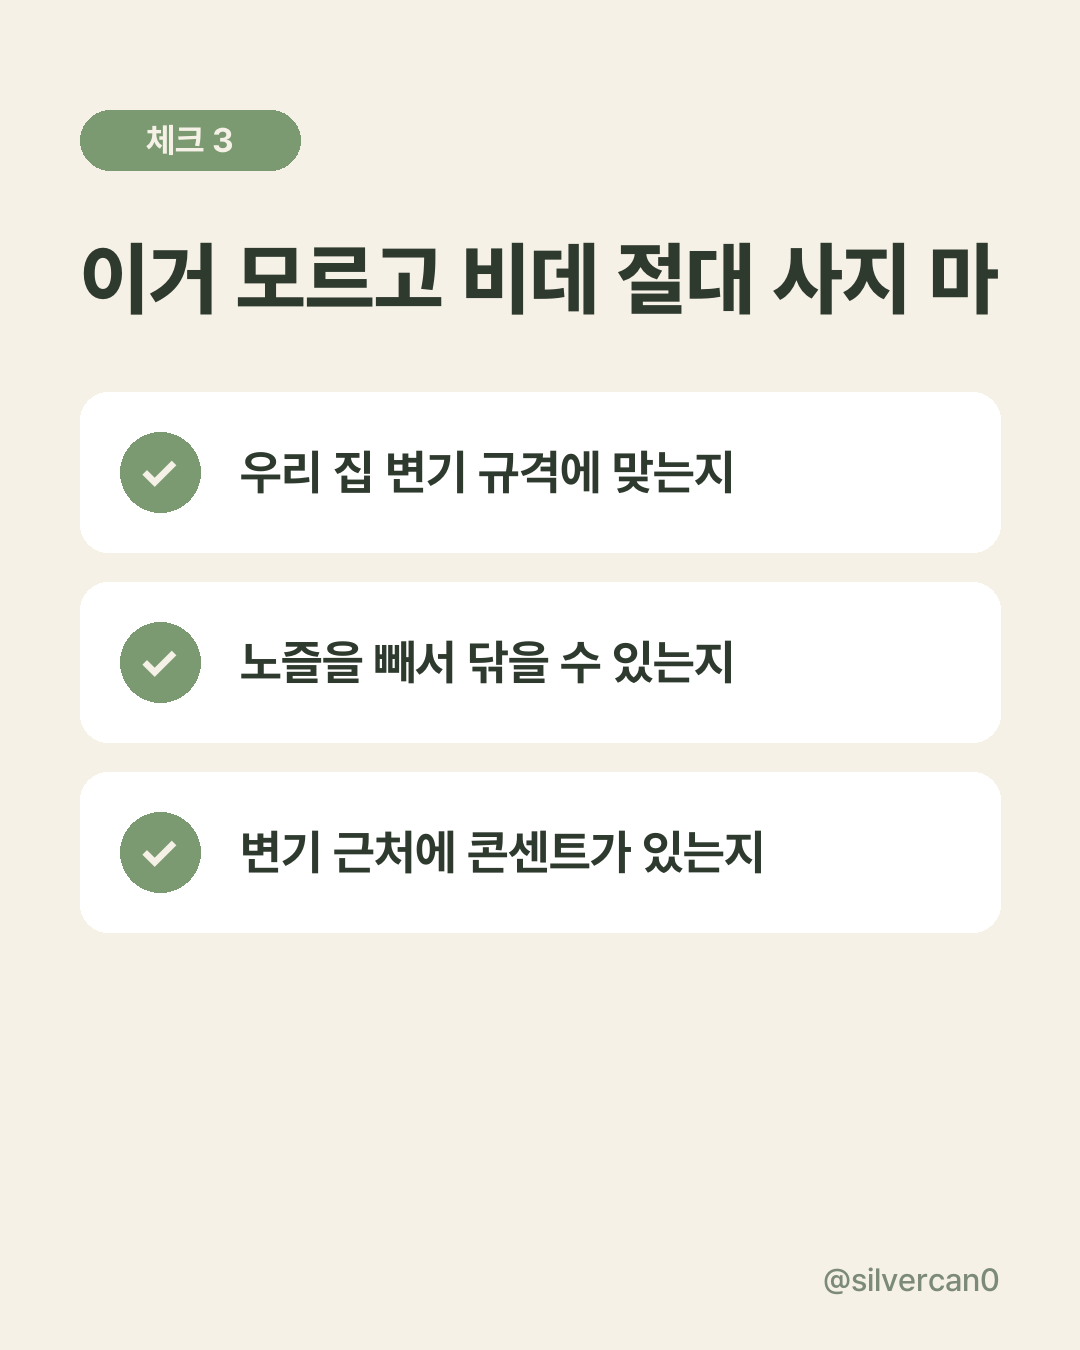 체크 3
이거 모르고 비데 절대 사지 마
우리 집 변기 규격에 맞는지
노즐을 빼서 닦을 수 있는지
변기 근처에 콘센트가 있는지
@silvercan0